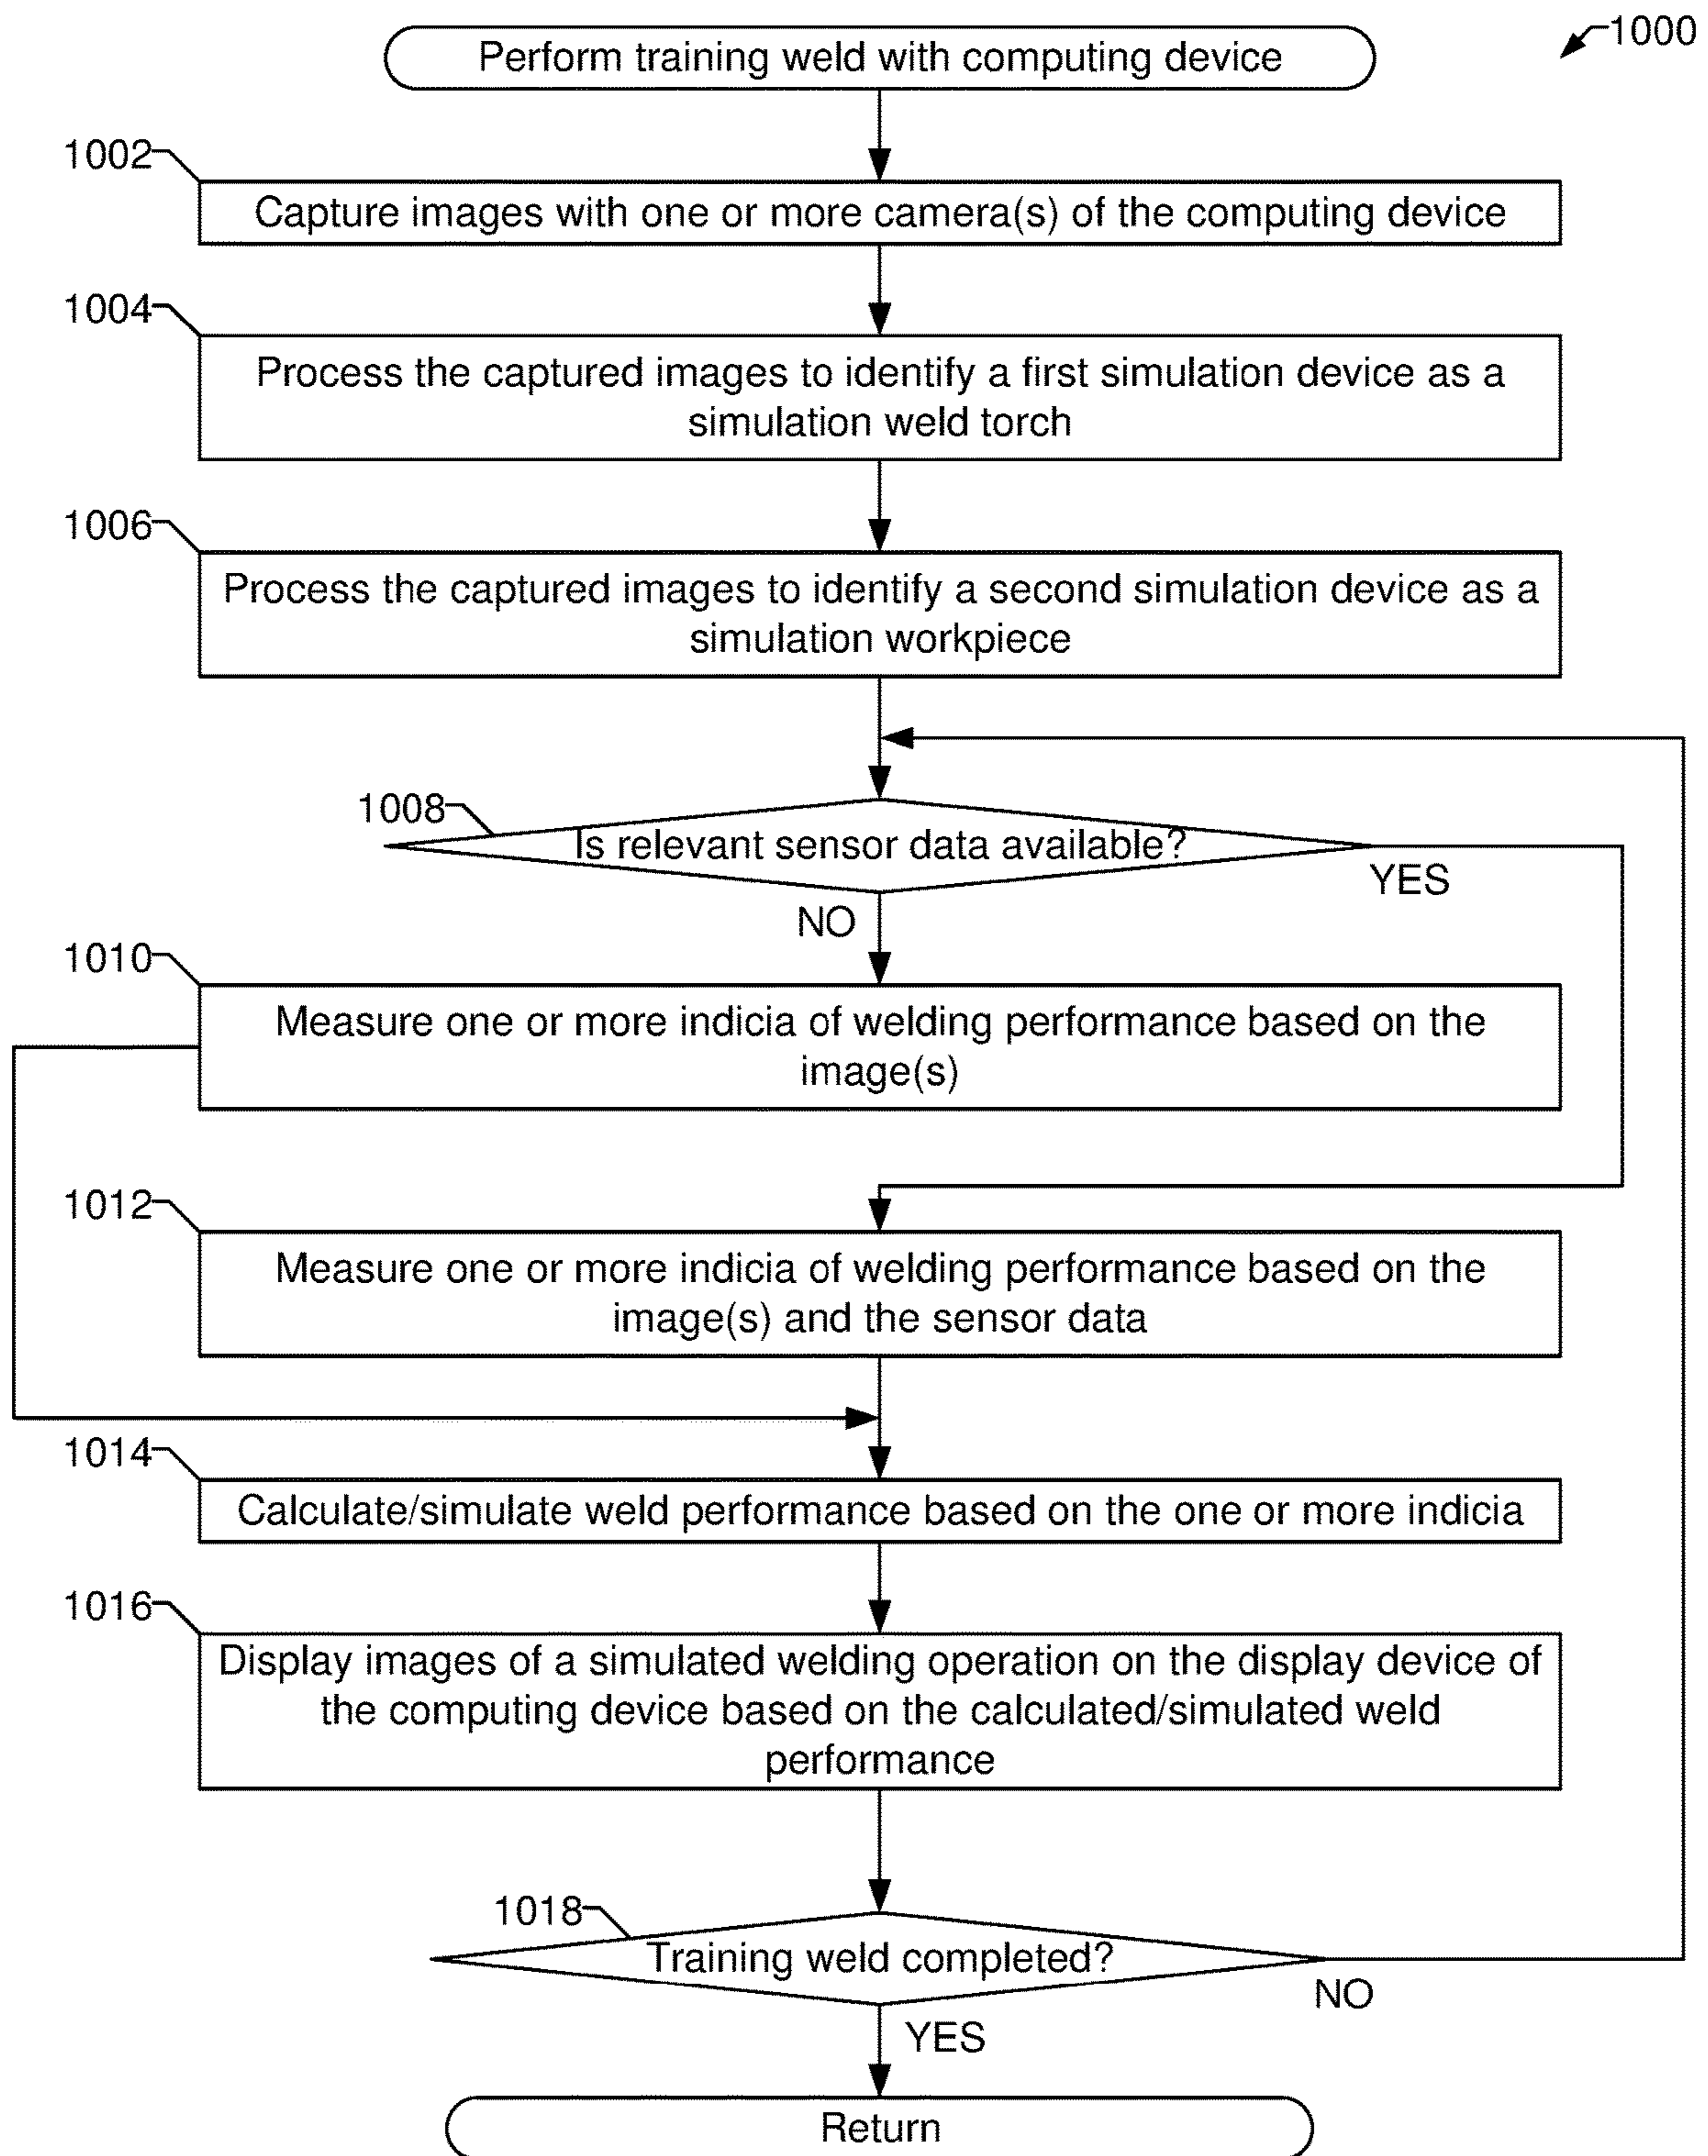 Perform training weld with computing device
1000
1002
Capture images with one or more camera(s) of the computing device
1004
Process the captured images to identify a first simulation device as a
simulation weld torch
1006
Process the captured images to identify a second simulation device as a
simulation workpiece
1008
Is relevant sensor data available?
YES
NO
1010
Measure one or more indicia of welding performance based on the
image(s)
1012
Measure one or more indicia of welding performance based on the
image(s) and the sensor data
1014
Calculate/simulate weld performance based on the one or more indicia
1016
Display images of a simulated welding operation on the display device of
the computing device based on the calculated/simulated weld
performance
1018
Training weld completed?
NO
YES
Return